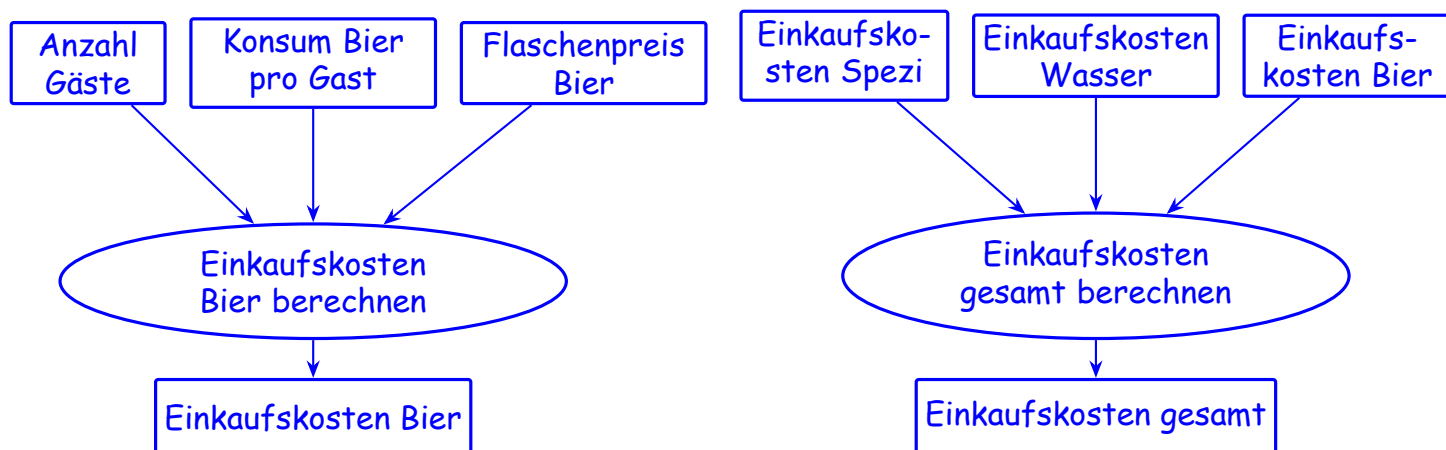 Anzahl
Gäste
Konsum Bier
pro Gast
Flaschenpreis
Bier
Einkaufskosten
Bier berechnen
Einkaufskosten Bier
Einkaufsko-
sten Spezi
Einkaufskosten
Wasser
Einkaufs-
kosten Bier
Einkaufskosten
gesamt berechnen
Einkaufskosten gesamt